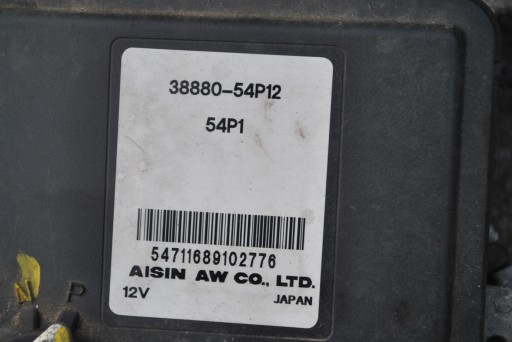 38880-54P12
54P1
54711689102776
AISIN AW CO., LTD.
12V
JAPAN
N P